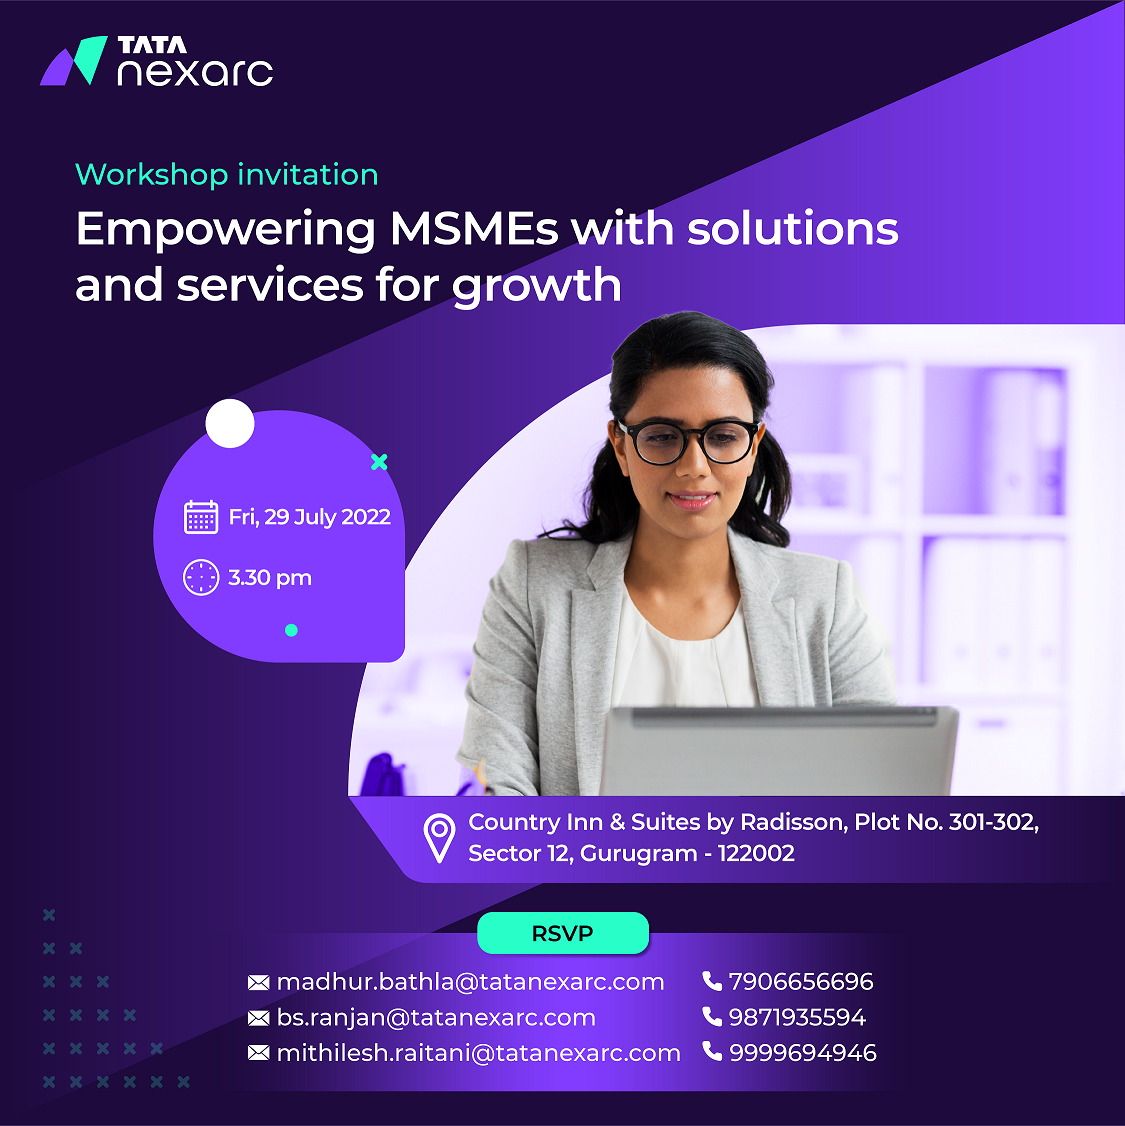 TATA
nexarc
Workshop invitation
Empowering MSMEs with solutions
and services for growth
Fri, 29 July 2022
3.30 pm
Country Inn & Suites by Radisson, Plot No. 301-302,
Sector 12, Gurugram - 122002
RSVP
madhur.bathla@tatanexarc.com 7906656696
bs.ranjan@tatanexarc.com 9871935594
mithilesh.raitani@tatanexarc.com 9999694946